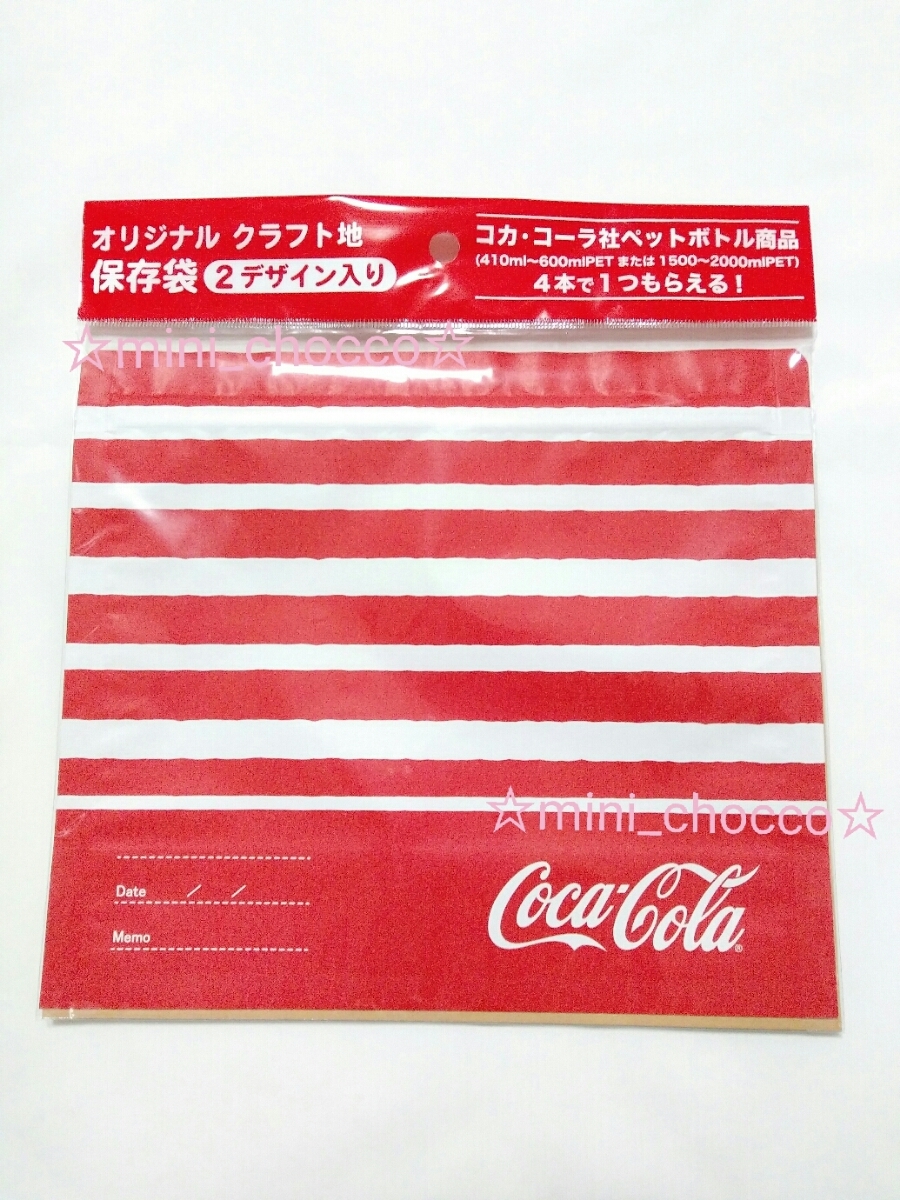 オリジナル クラフト地
保存袋 2デザイン入り
コカ・コーラ社ペットボトル商品
(410ml〜600mlPET または 1500〜2000mlPET)
4本で1つもらえる!
☆mini_chocco☆
☆mini_chocco☆
Date / /
Memo
Coca-Cola®